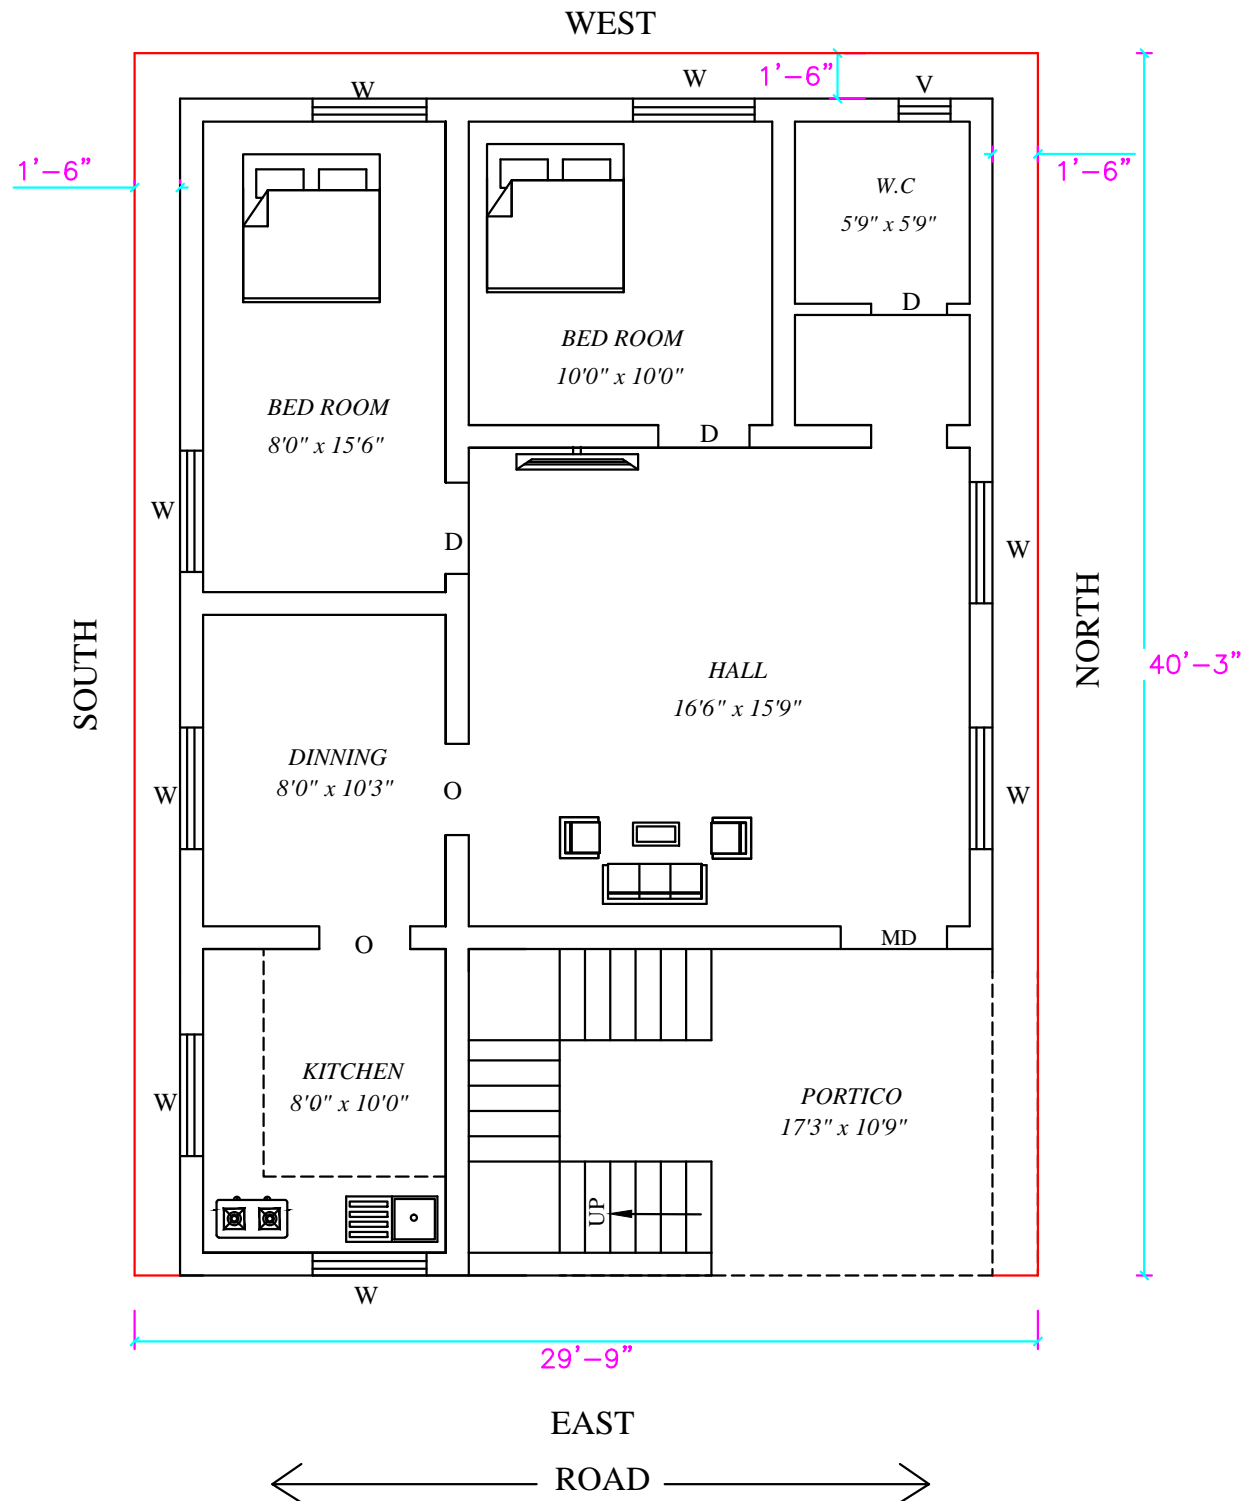 WEST
W
W
1'-6"
V
1'-6"
1'-6"
W.C
5'9" x 5'9"
D
BED ROOM
10'0" x 10'0"
BED ROOM
8'0" x 15'6"
D
W
D
W
SOUTH
NORTH
40'-3"
HALL
16'6" x 15'9"
DINNING
8'0" x 10'3"
W
O
W
O
MD
KITCHEN
8'0" x 10'0"
W
PORTICO
17'3" x 10'9"
UP
W
29'-9"
EAST
ROAD